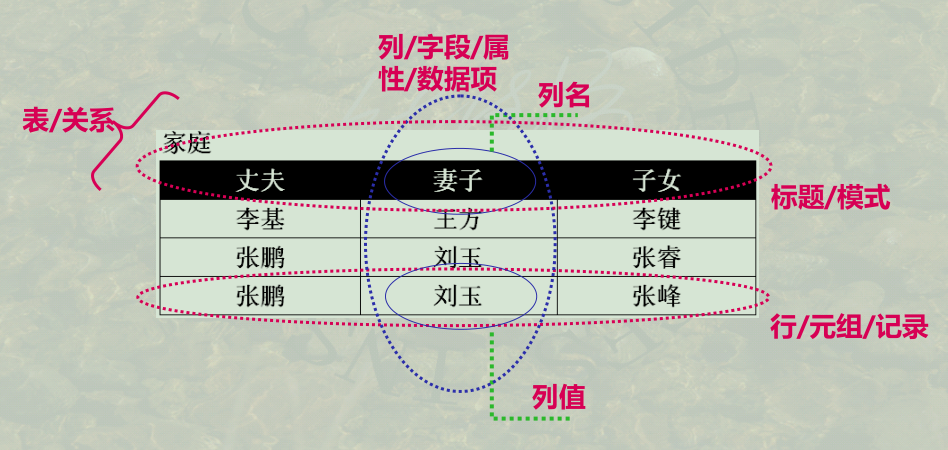 列/字段/属
性/数据项
列名
表/关系
家庭
丈夫 妻子 子女
标题/模式
李基 王方 李键
张鹏 刘玉 张睿
张鹏 刘玉 张峰
行/元组/记录
列值